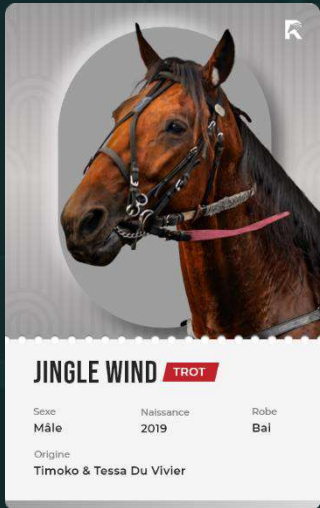 JINGLE WIND TROT
Sexe Naissance Robe
Mâle 2019 Bai
Origine
Timoko & Tessa Du Vivier